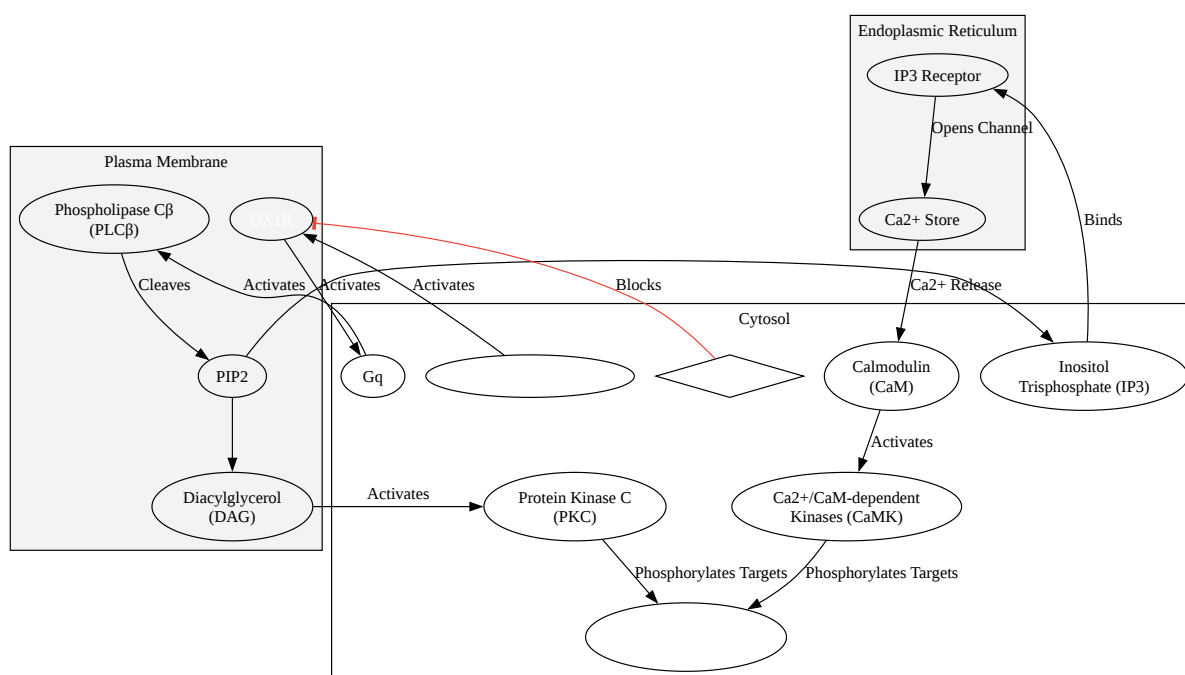 Endoplasmic Reticulum
IP3 Receptor
Opens Channel
Plasma Membrane
Phospholipase Cβ
(PLCβ)
OX1R
Ca2+ Store
Binds
Cleaves
Activates
Activates
Activates
Blocks
Ca2+ Release
Cytosol
PIP2
Gq
Calmodulin
(CaM)
Inositol
Trisphosphate (IP3)
Activates
Diacylglycerol
(DAG)
Activates
Protein Kinase C
(PKC)
Ca2+/CaM-dependent
Kinases (CaMK)
Phosphorylates Targets
Phosphorylates Targets